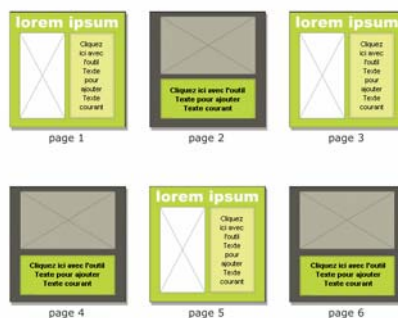 lorem ipsum
Cliquez
ici avec
l'outil
Texte
pour
ajouter
Texte
courant
page 1
Cliquez ici avec l'outil
Texte pour ajouter
Texte courant
page 2
lorem ipsum
Cliquez
ici avec
l'outil
Texte
pour
ajouter
Texte
courant
page 3
Cliquez ici avec l'outil
Texte pour ajouter
Texte courant
page 4
lorem ipsum
Cliquez
ici avec
l'outil
Texte
pour
ajouter
Texte
courant
page 5
Cliquez ici avec l'outil
Texte pour ajouter
Texte courant
page 6